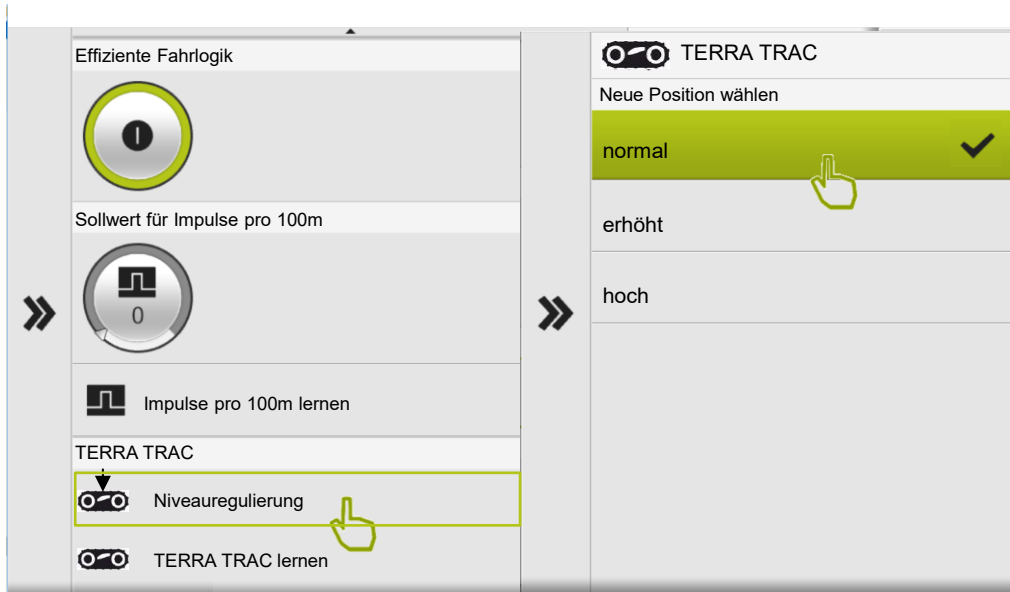 Effiziente Fahrlogik
Sollwert für Impulse pro 100m
0
Impulse pro 100m lernen
TERRA TRAC
Niveauregulierung
TERRA TRAC lernen
TERRA TRAC
Neue Position wählen
normal
erhöht
hoch